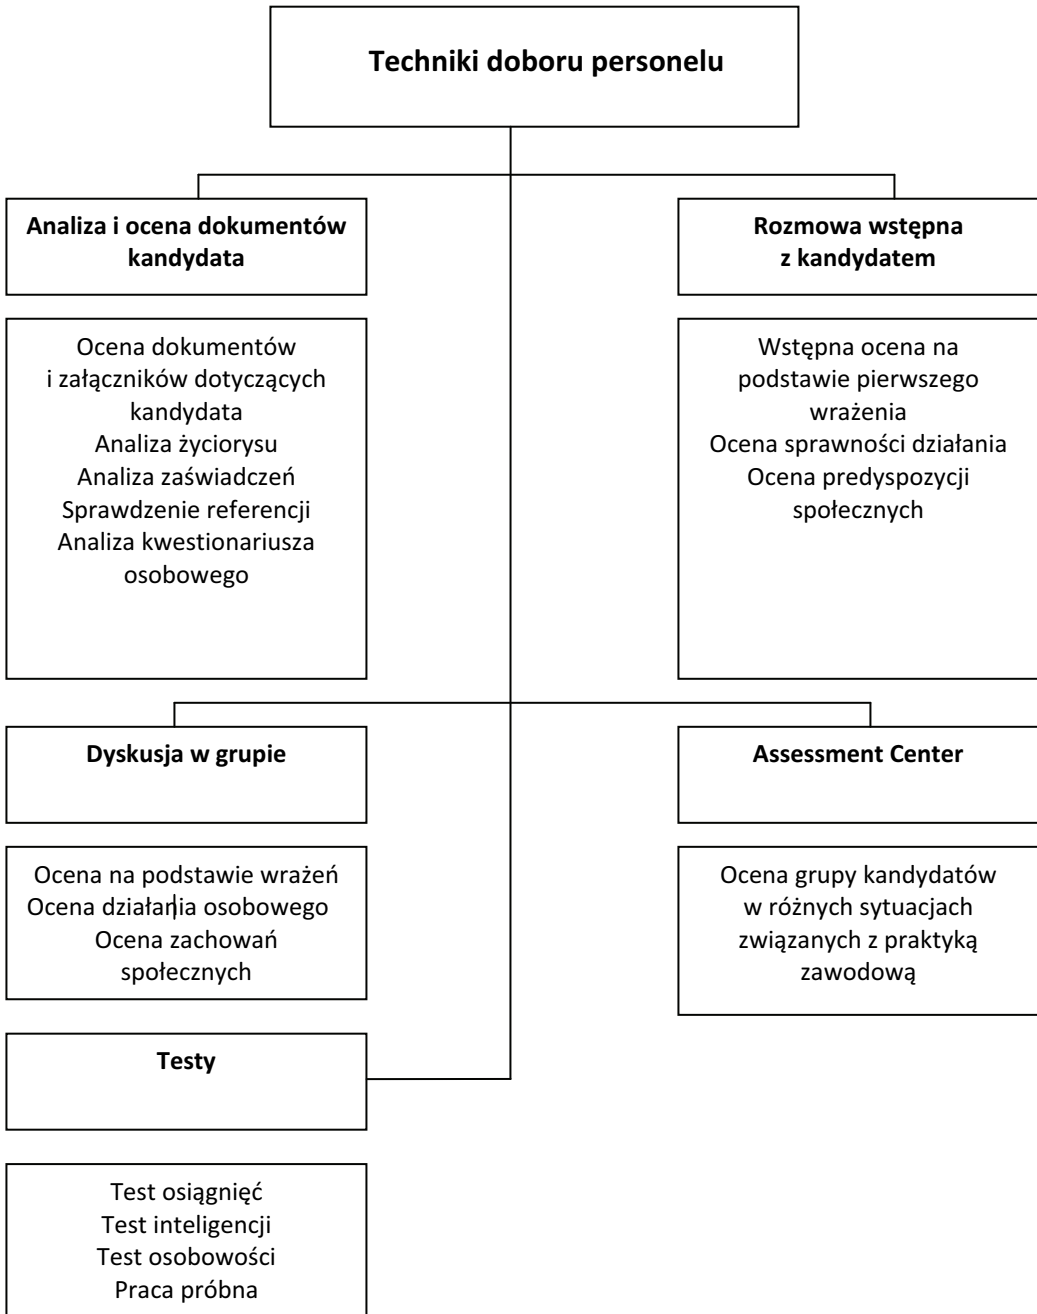 Techniki doboru personelu
Analiza i ocena dokumentów
kandydata
Rozmowa wstępna
z kandydatem
Ocena dokumentów
i załączników dotyczących
kandydata
Analiza życiorysu
Analiza zaświadczeń
Sprawdzenie referencji
Analiza kwestionariusza
osobowego
Wstępna ocena na
podstawie pierwszego
wrażenia
Ocena sprawności działania
Ocena predyspozycji
społecznych
Dyskusja w grupie
Assessment Center
Ocena na podstawie wrażeń
Ocena działania osobowego
Ocena zachowań
społecznych
Ocena grupy kandydatów
w różnych sytuacjach
związanych z praktyką
zawodową
Testy
Test osiągnięć
Test inteligencji
Test osobowości
Praca próbna